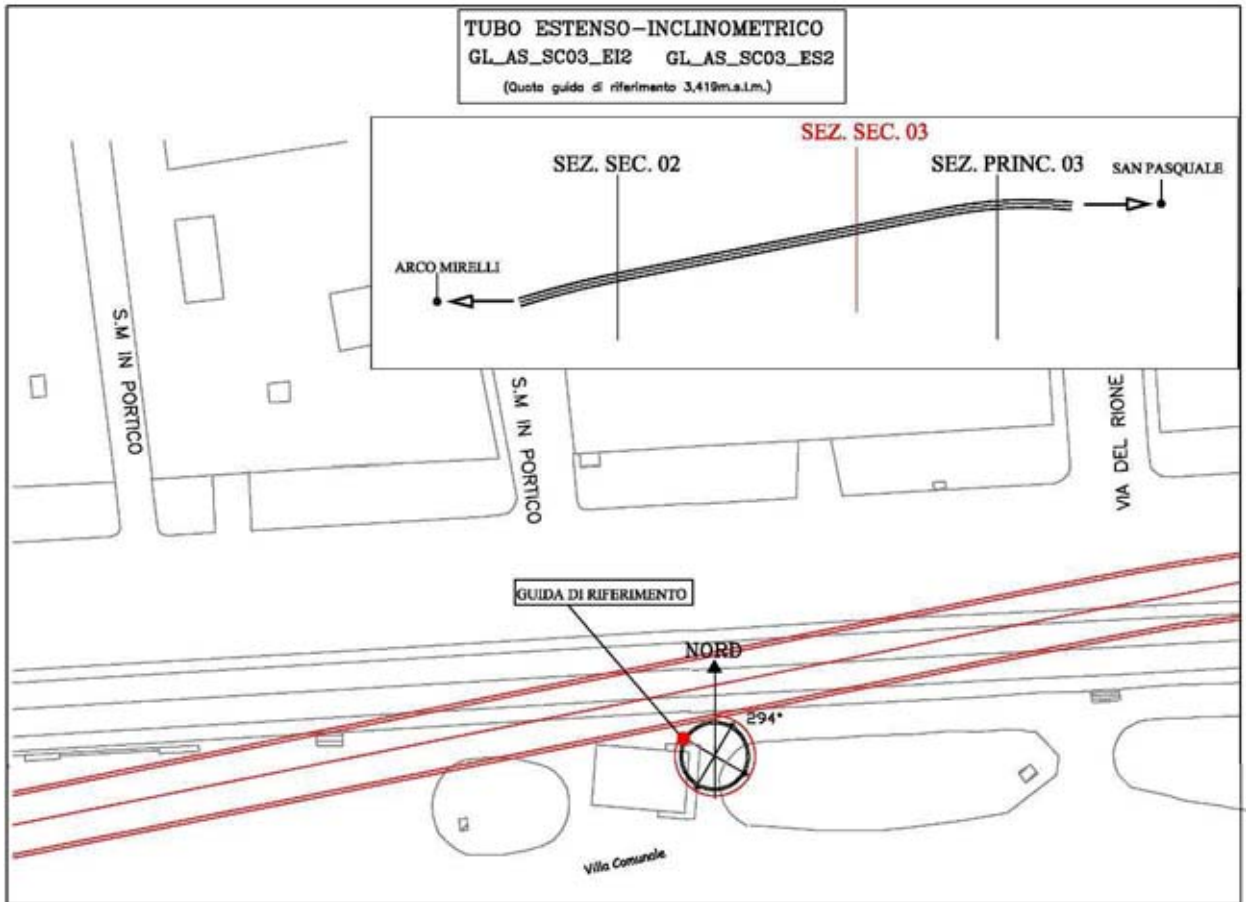 TUBO ESTENSO-INCLINOMETRICO
GL_AS_SC03_EI2 GL_AS_SC03_ES2
(Quota guida di riferimento 3,419m.s.l.m.)
SEZ. SEC. 03
SEZ. SEC. 02
SEZ. PRINC. 03
SAN PASQUALE
ARCO MIRELLI
S.M IN PORTICO
S.M IN PORTICO
VIA DEL RIONE
GUIDA DI RIFERIMENTO
NORD
294°
Villa Comunale